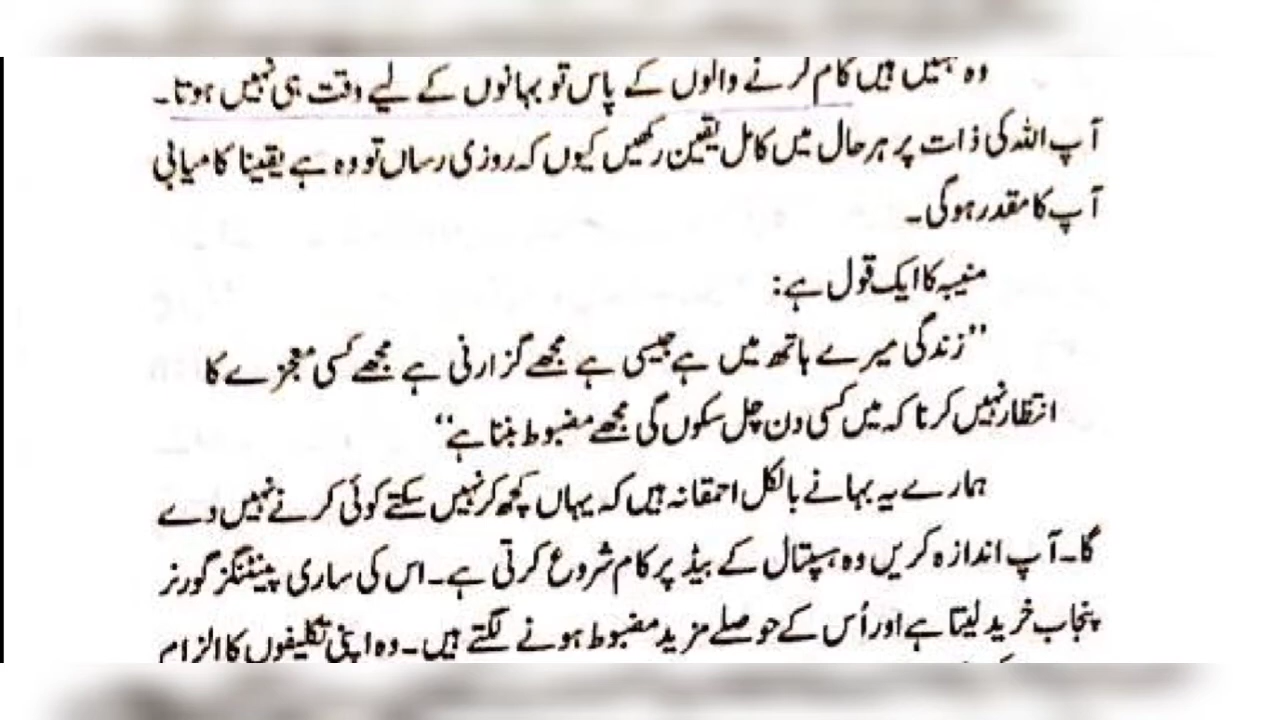 وہ ہمیں ہیں کام کرنے والوں کے پاس تو بہانوں کے لیے وقت ہی نہیں ہوتا۔
آپ اللہ کی ذات پر ہر حال میں کامل یقین رکھیں کیوں کہ روزی رساں تو وہ ہے یقینا کامیابی
آپ کا مقدر ہوگی۔
منیبہ کا ایک قول ہے:
”زندگی میرے ہاتھ میں ہے جیسی ہے مجھے گزارنی ہے مجھے کسی معجزے کا
انتظار نہیں کرنا کہ میں کسی دن چل سکوں گی مجھے مضبوط بننا ہے“
ہمارے یہ بہانے بالکل احمقانہ ہیں کہ یہاں کچھ کر نہیں سکتے کوئی کرنے نہیں دے
گا۔ آپ اندازہ کریں وہ ہسپتال کے بیڈ پر کام شروع کرتی ہے۔ اس کی ساری پینٹنگز گورنر
پنجاب خرید لیتا ہے اور اُس کے حوصلے مزید مضبوط ہونے لگتے ہیں۔ وہ اپنی تکلیفوں کا الزام